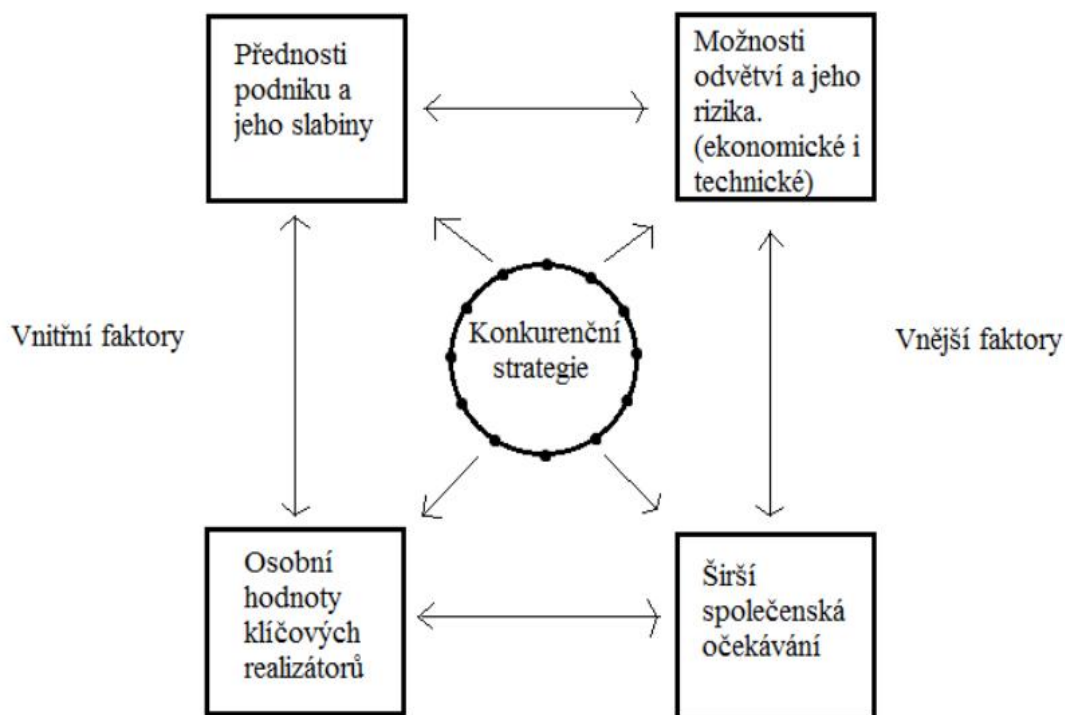 Přednosti
podniku a
jeho slabiny
Možnosti
odvětví a jeho
rizika.
(ekonomické i
technické)
Vnitřní faktory
Konkurenční
strategie
Vnější faktory
Osobní
hodnoty
klíčových
realizátorů
Širší
společenská
očekávání